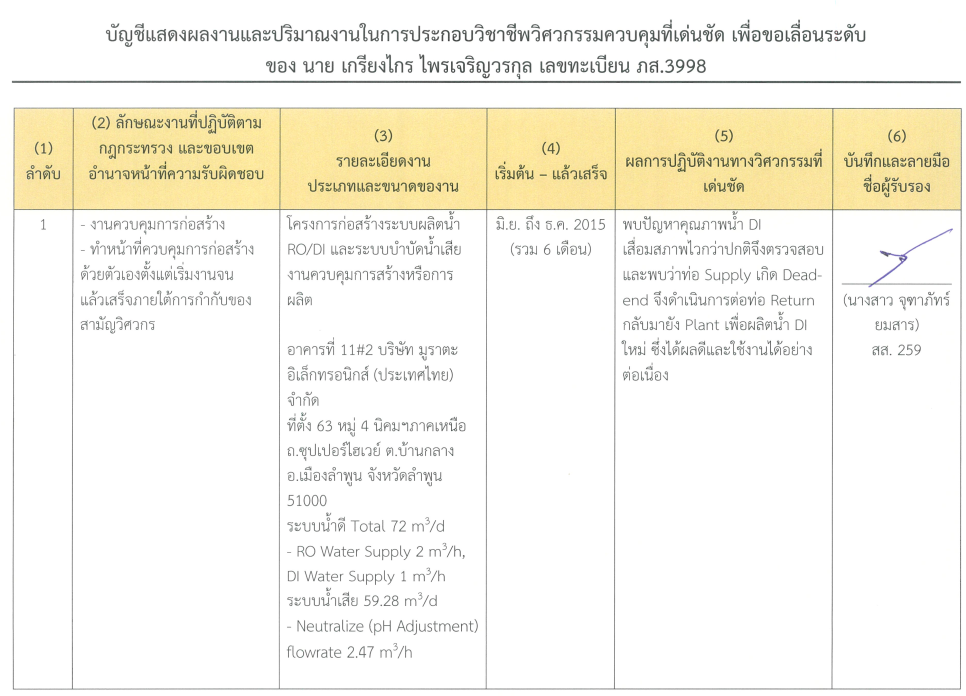 บัญชีแสดงผลงานและปริมาณงานในการประกอบวิชาชีพวิศวกรรมควบคุมที่เด่นชัด เพื่อขอเลื่อนระดับ
ของ นาย เกรียงไกร ไพรเจริญวรกุล เลขทะเบียน ภส.3998
(1)
ลำดับ
(2) ลักษณะงานที่ปฏิบัติตาม
กฎกระทรวง และขอบเขต
อำนาจหน้าที่ความรับผิดชอบ
(3)
รายละเอียดงาน
ประเภทและขนาดของงาน
(4)
เริ่มต้น – แล้วเสร็จ
(5)
ผลการปฏิบัติงานทางวิศวกรรมที่
เด่นชัด
(6)
บันทึกและลายมือ
ชื่อผู้รับรอง
1
- งานควบคุมการก่อสร้าง
- ทำหน้าที่ควบคุมการก่อสร้าง
ด้วยตัวเองตั้งแต่เริ่มงานจน
แล้วเสร็จภายใต้การกำกับของ
สามัญวิศวกร
โครงการก่อสร้างระบบผลิตน้ำ
RO/DI และระบบบำบัดน้ำเสีย
งานควบคุมการสร้างหรือการ
ผลิต
อาคารที่ 11#2 บริษัท มูราตะ
อิเล็กทรอนิกส์ (ประเทศไทย)
จำกัด
ที่ตั้ง 63 หมู่ 4 นิคมฯภาคเหนือ
ถ.ซุปเปอร์ไฮเวย์ ต.บ้านกลาง
อ.เมืองลำพูน จังหวัดลำพูน
51000
ระบบน้ำดี Total 72 m³/d
- RO Water Supply 2 m³/h,
DI Water Supply 1 m³/h
ระบบน้ำเสีย 59.28 m³/d
- Neutralize (pH Adjustment)
flowrate 2.47 m³/h
มิ.ย. ถึง ธ.ค. 2015
(รวม 6 เดือน)
พบปัญหาคุณภาพน้ำ DI
เสื่อมสภาพไวกว่าปกติจึงตรวจสอบ
และพบว่าท่อ Supply เกิด Dead-
end จึงดำเนินการต่อท่อ Return
กลับมายัง Plant เพื่อผลิตน้ำ DI
ใหม่ ซึ่งได้ผลดีและใช้งานได้อย่าง
ต่อเนื่อง
(นางสาว จุฑาภัทร์
ยมสาร)
สส. 259